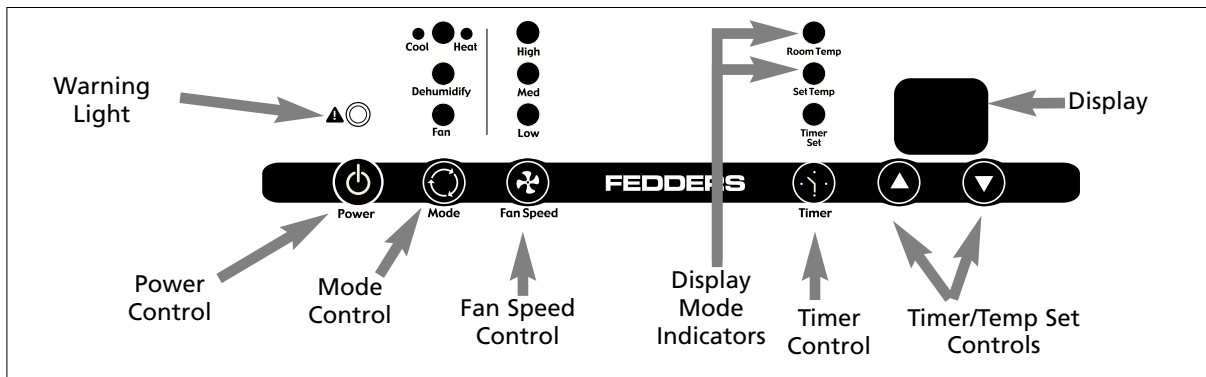 Cool
Heat
High
Room Temp
Warning
Light
Dehumidify
Med
Set Temp
Display
Fan
Low
Timer
Set
FEDDERS
Power
Mode
Fan Speed
Timer
Power
Control
Mode
Control
Fan Speed
Control
Display
Mode
Indicators
Timer
Control
Timer/Temp Set
Controls